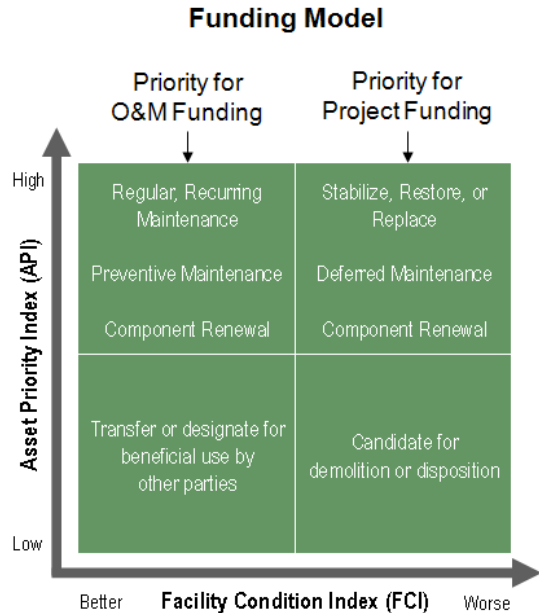 Funding Model
Priority for
O&M Funding
Priority for
Project Funding
High
Asset Priority Index (API)
Low
Regular, Recurring
Maintenance
Preventive Maintenance
Component Renewal
Stabilize, Restore, or
Replace
Deferred Maintenance
Component Renewal
Transfer or designate for
beneficial use by
other parties
Candidate for
demolition or disposition
Better
Facility Condition Index (FCI)
Worse